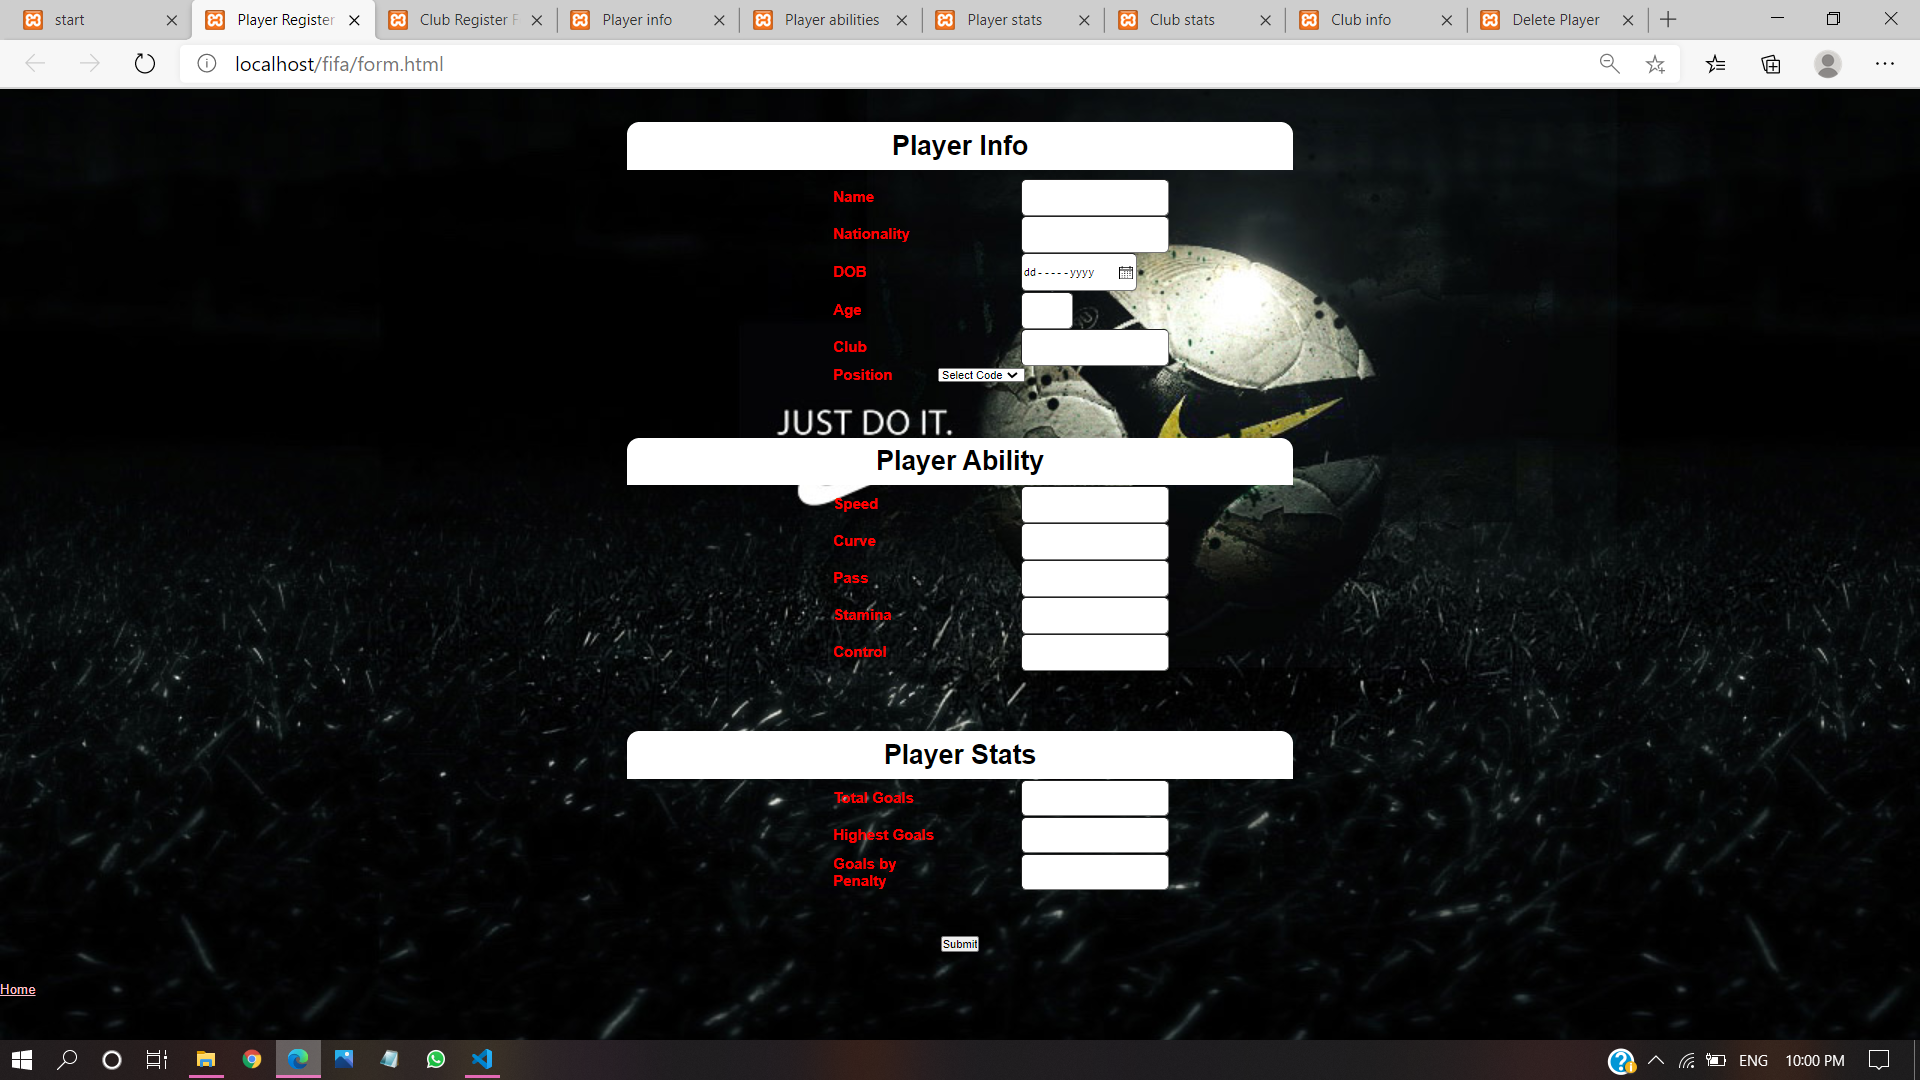 start
Player Register
Club Register F
Player info
Player abilities
Player stats
Club stats
Club info
Delete Player
localhost/fifa/form.html
Player Info
Name
Nationality
DOB
dd-----yyyy
Age
Club
Position
Select Code
JUST DO IT.
Player Ability
Speed
Curve
Pass
Stamina
Control
Player Stats
Total Goals
Highest Goals
Goals by
Penalty
Submit
Home
ENG
10:00 PM